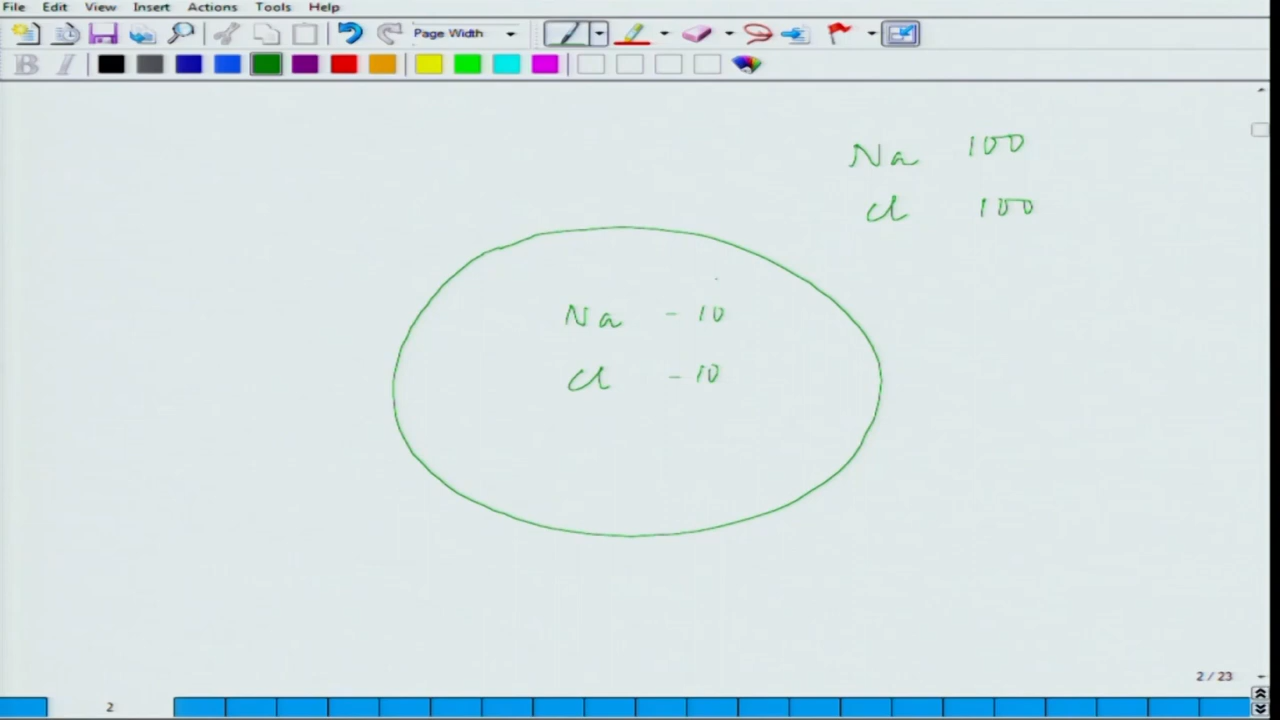 File Edit View Insert Actions Tools Help
Page Width
B I
Na 100
Cl 100
Na - 10
Cl - 10
2 / 23
2